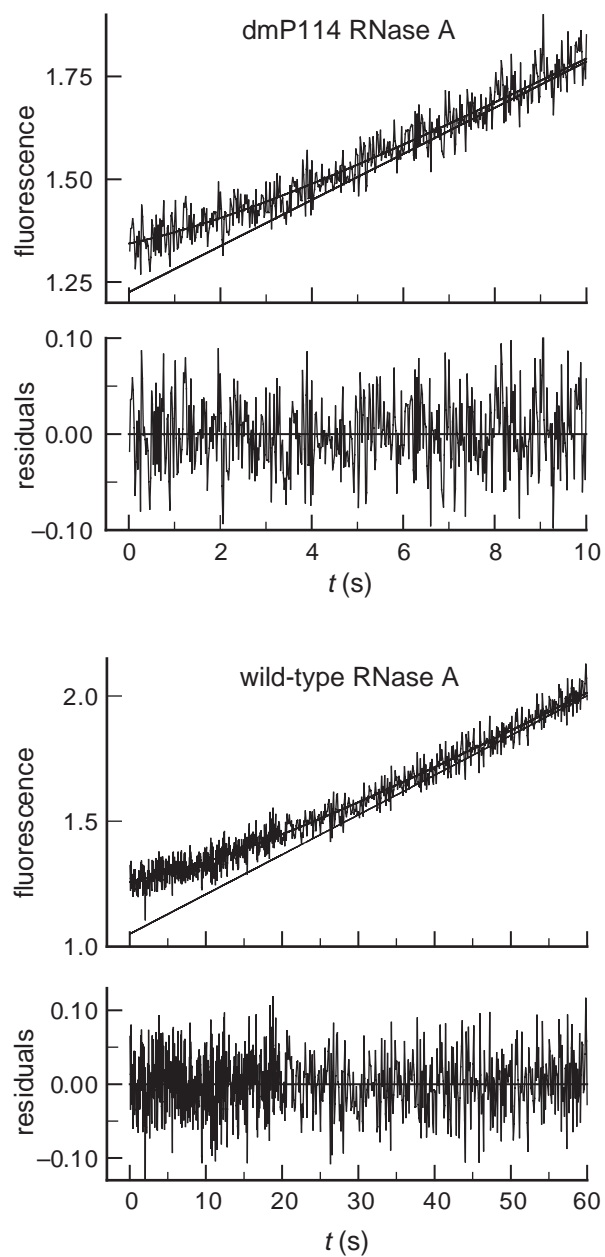 dmP114 RNase A
fluorescence
1.75
1.50
1.25
residuals
0.10
0.00
−0.10
0 2 4 6 8 10
t (s)
wild-type RNase A
fluorescence
2.0
1.5
1.0
residuals
0.10
0.00
−0.10
0 10 20 30 40 50 60
t (s)